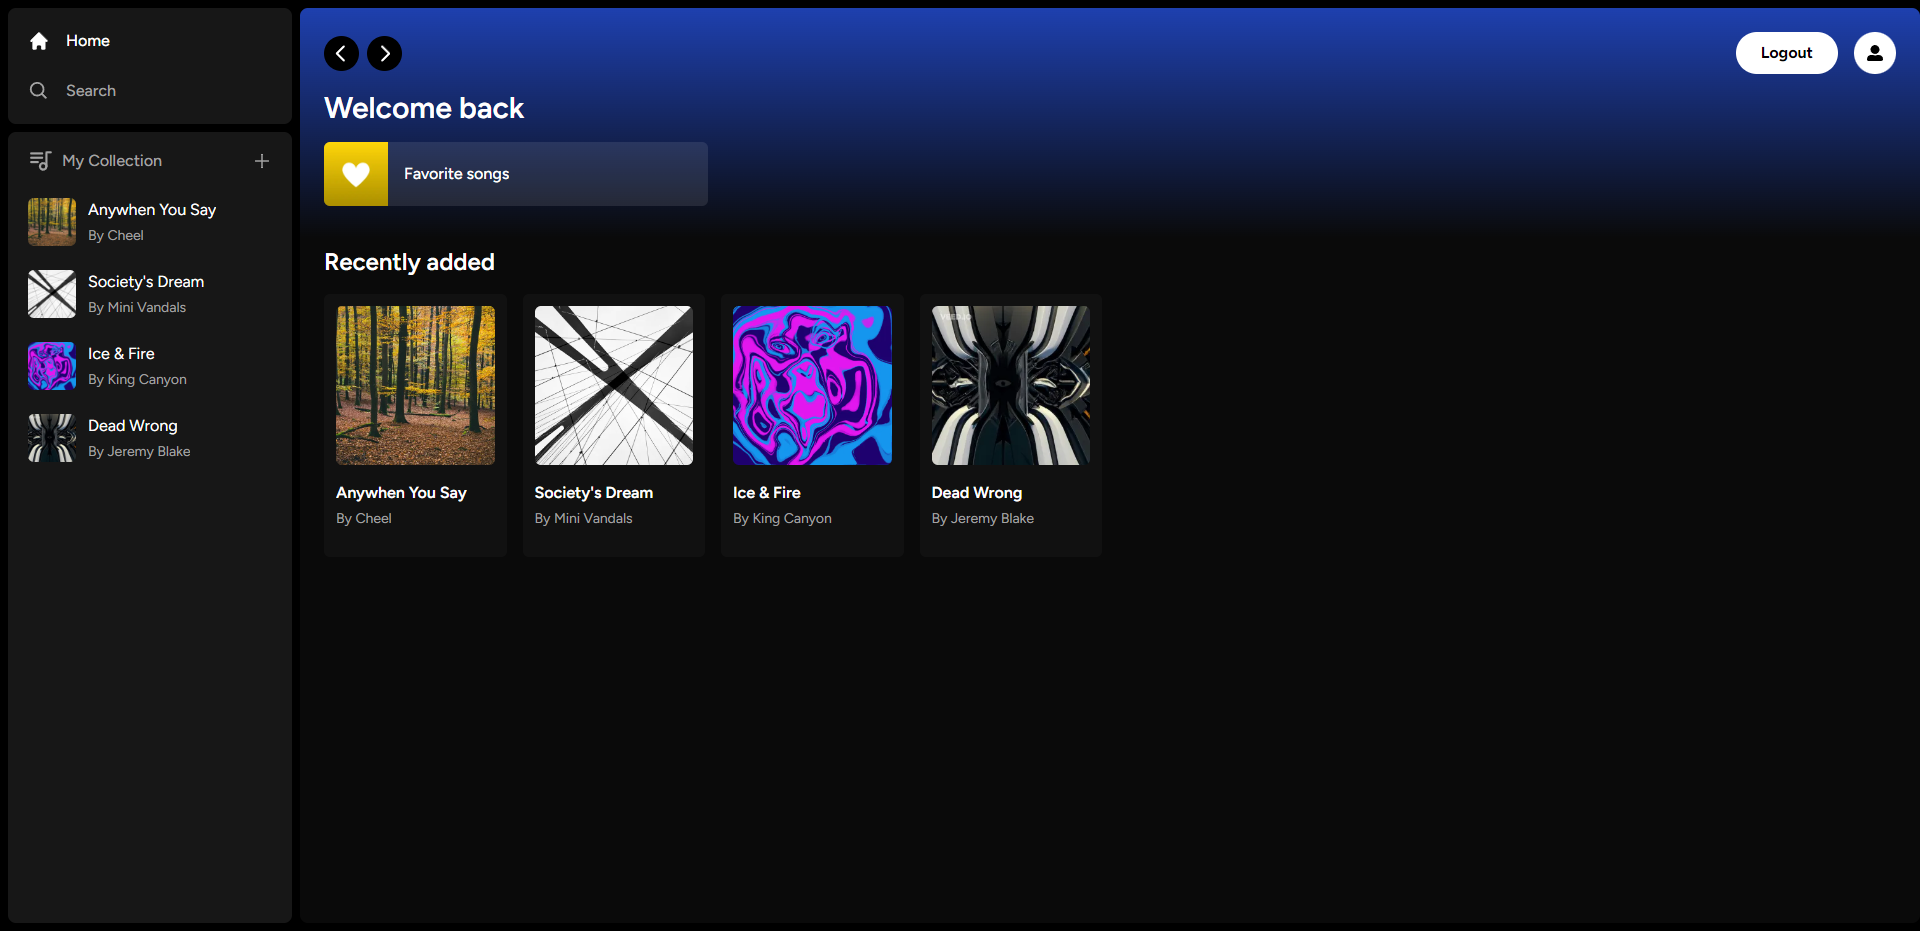 Home
Search
My Collection
Anywhen You Say
By Cheel
Society's Dream
By Mini Vandals
Ice & Fire
By King Canyon
Dead Wrong
By Jeremy Blake
Logout
Welcome back
Favorite songs
Recently added
Anywhen You Say
By Cheel
Society's Dream
By Mini Vandals
Ice & Fire
By King Canyon
VEED.IO
Dead Wrong
By Jeremy Blake